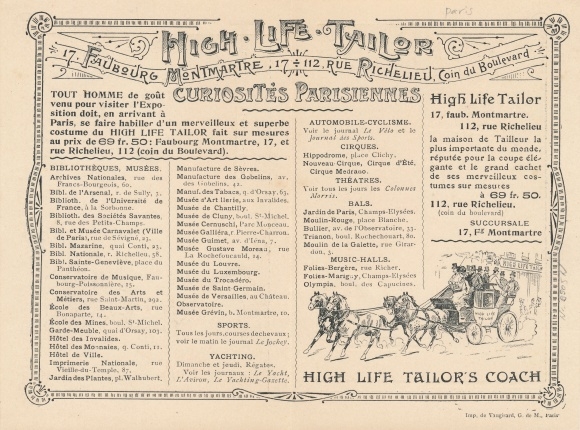 Paris
HIGH-LIFE-TAILOR
17, FAUBOURG MONTMARTRE, 17 ÷ 112, RUE RICHELIEU, Coin du Boulevard
CURIOSITÉS PARISIENNES
TOUT HOMME de goût
venu pour visiter l'Expo-
sition doit, en arrivant à
Paris, se faire habiller d'un merveilleux et superbe
costume du HIGH LIFE TAILOR fait sur mesures
au prix de 69 fr. 50: Faubourg Montmartre, 17, et
rue Richelieu, 112 (coin du Boulevard).
BIBLIOTHÈQUES, MUSÉES.
Archives Nationales, rue des
Francs-Bourgeois, 60.
Bibl. de l'Arsenal, r. de Sully, 3.
Biblioth. de l'Université de
France, à la Sorbonne.
Biblioth. des Sociétés Savantes,
8, rue des Petits-Champs.
Bibl. et Musée Carnavalet (Ville
de Paris), rue de Sévigné, 23.
Bibl. Mazarine, quai Conti, 23.
Bibl. Nationale, r. Richelieu, 58.
Bibl. Sainte-Geneviève, place du
Panthéon.
Conservatoire de Musique, Fau-
bourg-Poissonnière, 15.
Conservatoire des Arts et
Métiers, rue Saint-Martin, 292.
École des Beaux-Arts, rue
Bonaparte, 14.
École des Mines, boul. St-Michel.
Garde-Meuble, quai d'Orsay, 103.
Hôtel des Invalides.
Hôtel des Monnaies, q. Conti, 11.
Hôtel de Ville.
Imprimerie Nationale, rue
Vieille-du-Temple, 87.
Jardin des Plantes, pl. Walhubert.
Manufacture de Sèvres.
Manufacture des Gobelins, av.
des Gobelins, 42.
Manuf. des Tabacs, q. d'Orsay, 63.
Musée d'Artillerie, aux Invalides.
Musée de Chantilly.
Musée de Cluny, boul. St-Michel.
Musée Cernuschi, Parc Monceau.
Musée Galliéra, r. Pierre-Charron.
Musée Guimet, av. d'Iéna, 7.
Musée Gustave Moreau, rue
La Rochefoucauld, 14.
Musée du Louvre.
Musée du Luxembourg.
Musée du Trocadéro.
Musée de Saint-Germain.
Musée de Versailles, au Château.
Observatoire.
Musée Grévin, b. Montmartre, 10.
SPORTS.
Tous les jours, courses de chevaux;
voir le matin le journal Le Jockey.
YACHTING.
Dimanche et jeudi, Régates.
Voir les journaux: Le Yacht,
L'Aviron, Le Yachting-Gazette.
AUTOMOBILE-CYCLISME.
Voir le journal Le Vélo et le
Journal des Sports.
CIRQUES.
Hippodrome, place Clichy.
Nouveau Cirque, Cirque d'Été,
Cirque Medrano.
THÉATRES.
Voir tous les jours les Colonnes
Morris.
BALS.
Jardin de Paris, Champs-Elysées.
Moulin-Rouge, place Blanche.
Bullier, av. de l'Observatoire, 33.
Trianon, boul. Rochechouart, 80.
Moulin de la Galette, rue Girar-
don, 3.
MUSIC-HALLS.
Folies-Bergère, rue Richer.
Folies-Marigny, Champs-Elysées
Olympia, boul. des Capucines.
High Life Tailor
17, faub. Montmartre.
112, rue Richelieu
la maison de Tailleur la
plus importante du monde,
réputée pour la coupe élé-
gante et le grand cachet
de ses merveilleux cos-
tumes sur mesures
à 69 fr. 50.
112, rue Richelieu.
(coin du boulevard)
SUCCURSALE
17, Fg Montmartre
HIGH LIFE TAILOR
HIGH LIFE TAILOR'S COACH
Imp. de Vaugirard, G. de M., Paris